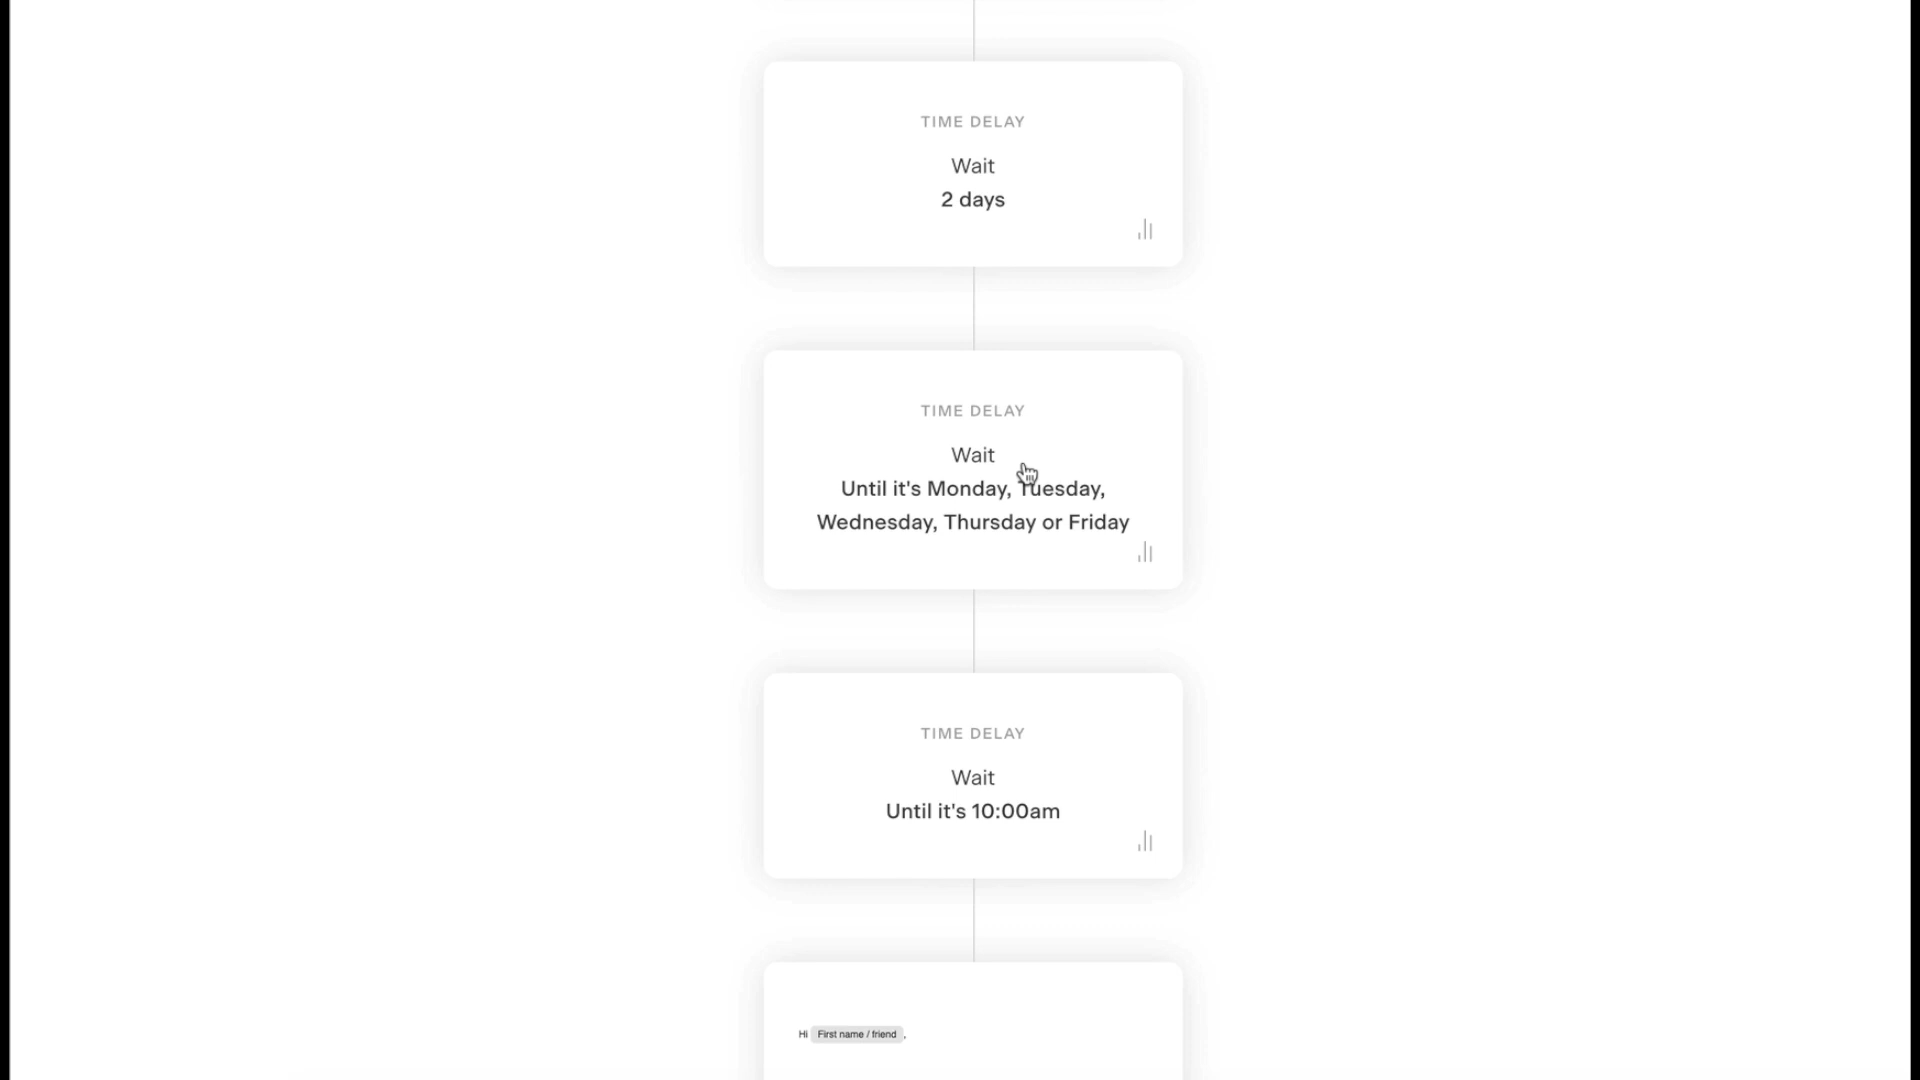 TIME DELAY
Wait
2 days
TIME DELAY
Wait
Until it's Monday, Tuesday,
Wednesday, Thursday or Friday
TIME DELAY
Wait
Until it's 10:00am
Hi First name / friend ,